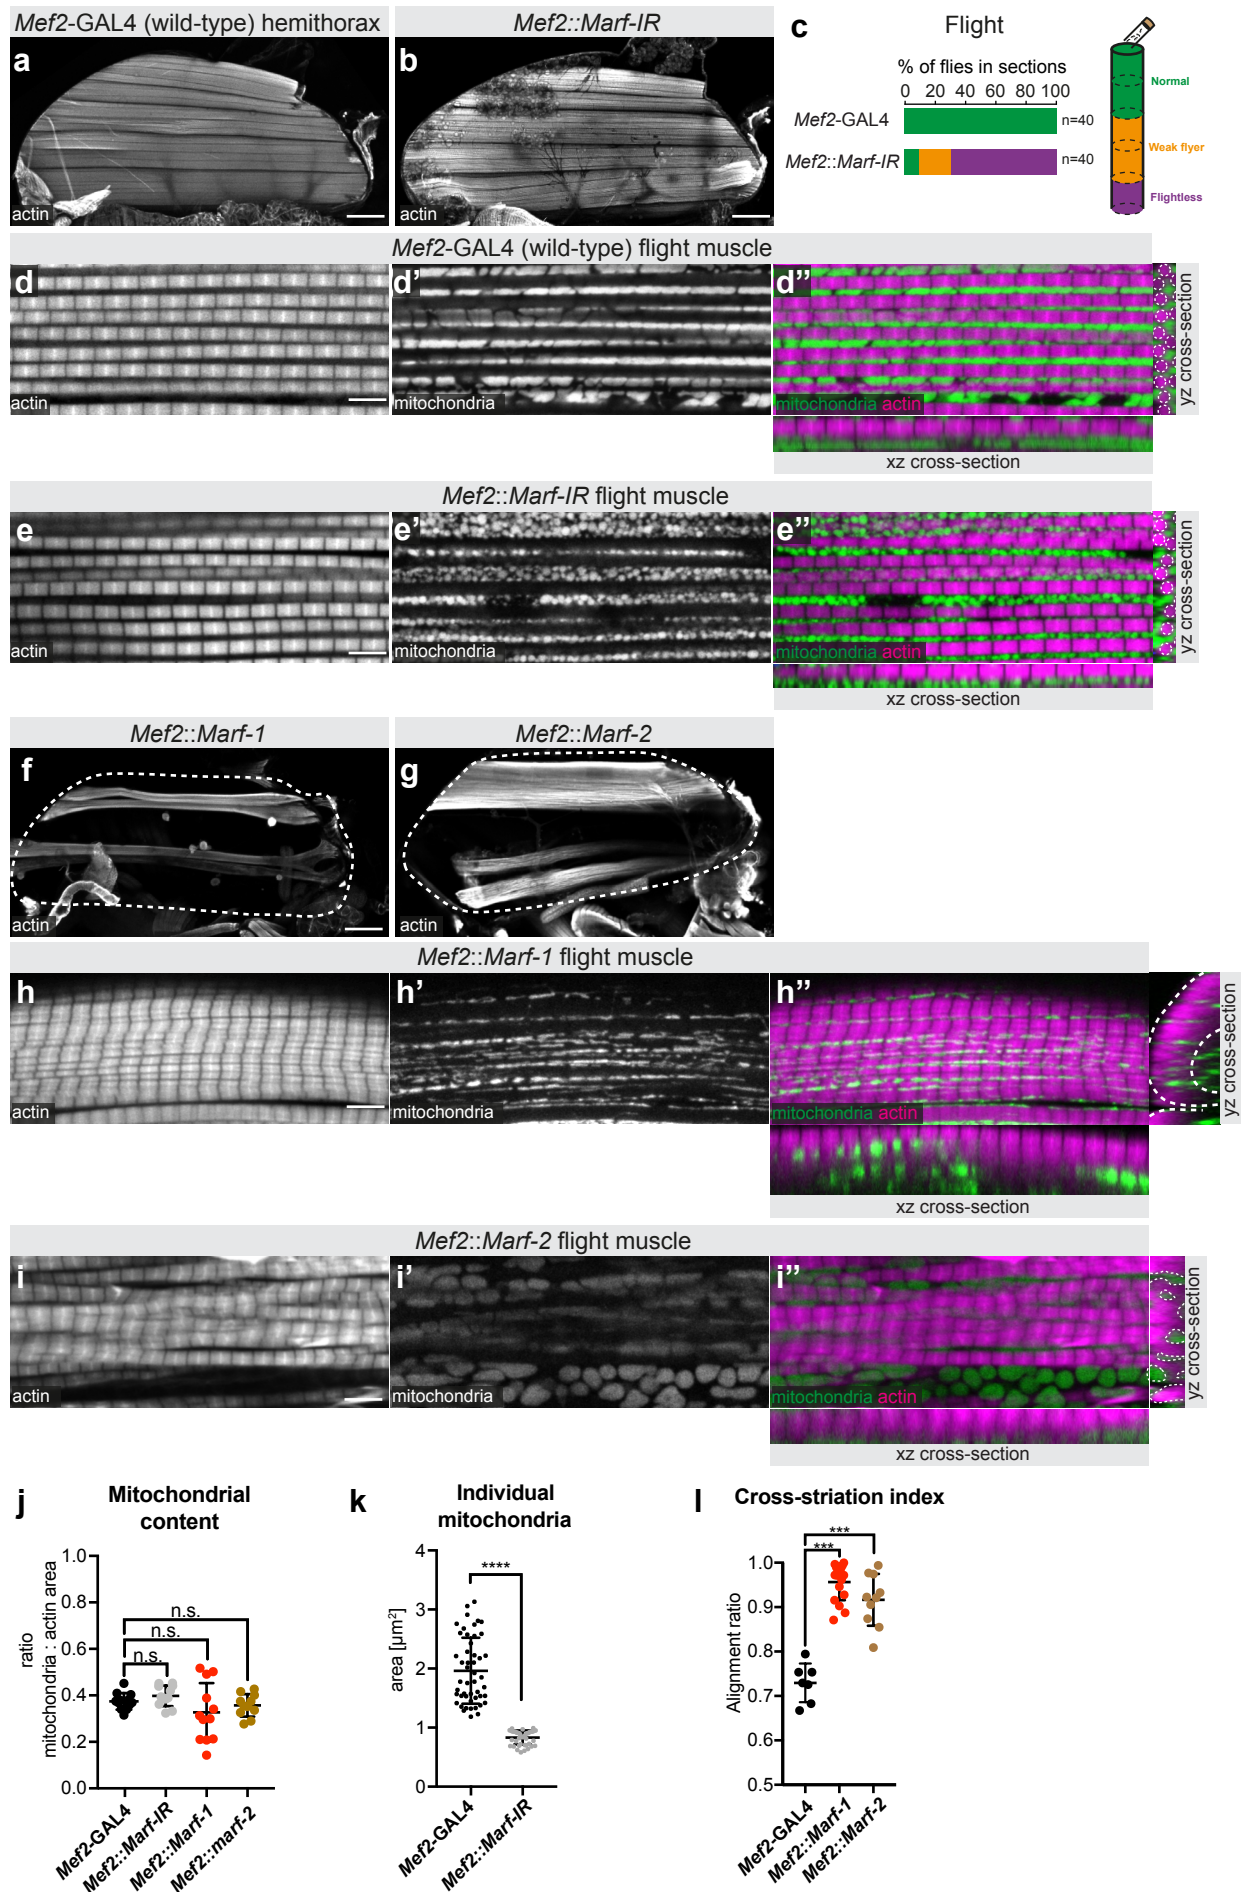 Mef2-GAL4 (wild-type) hemithorax
Mef2::Marf-IR
a
actin
b
actin
c
Flight
% of flies in sections
0 20 40 60 80 100
Mef2-GAL4
n=40
Mef2::Marf-IR
n=40
Normal
Weak flyer
Flightless
Mef2-GAL4 (wild-type) flight muscle
d
actin
d'
mitochondria
d''
mitochondria actin
yz cross-section
xz cross-section
Mef2::Marf-IR flight muscle
e
actin
e'
mitochondria
e''
mitochondria actin
yz cross-section
xz cross-section
Mef2::Marf-1
Mef2::Marf-2
f
actin
g
actin
Mef2::Marf-1 flight muscle
h
actin
h'
mitochondria
h''
mitochondria actin
yz cross-section
xz cross-section
Mef2::Marf-2 flight muscle
i
actin
i'
mitochondria
i''
mitochondria actin
yz cross-section
xz cross-section
j
Mitochondrial
content
ratio
mitochondria : actin area
1.0
0.8
0.6
0.4
0.2
0.0
n.s.
n.s.
n.s.
Mef2-GAL4
Mef2::Marf-IR
Mef2::Marf-1
Mef2::marf-2
k
Individual
mitochondria
area [µm²]
4
3
2
1
0
****
Mef2-GAL4
Mef2::Marf-IR
l
Cross-striation index
Alignment ratio
1.0
0.9
0.8
0.7
0.6
0.5
***
***
Mef2-GAL4
Mef2::Marf-1
Mef2::Marf-2